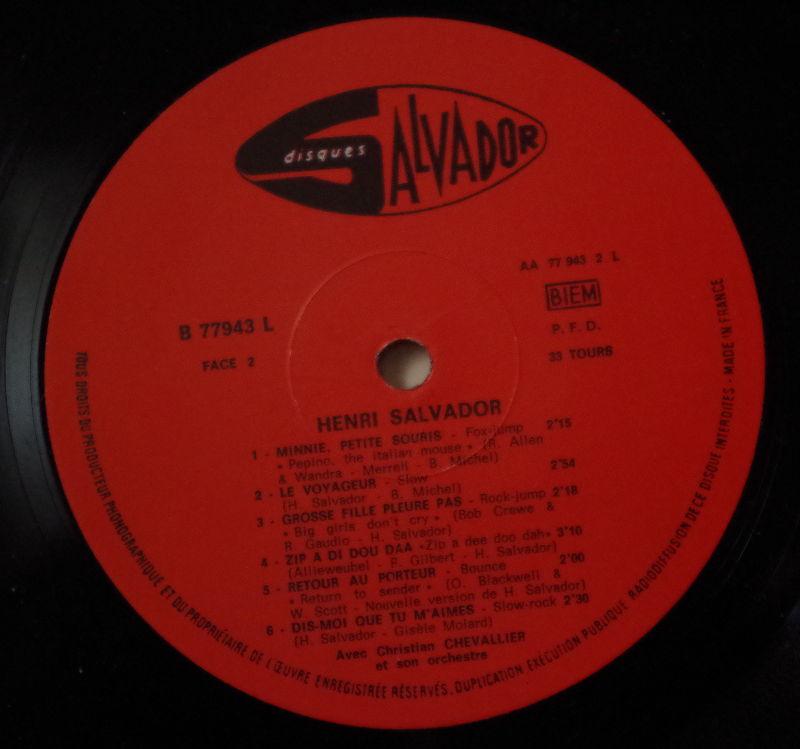 disques SALVADOR
AA 77 943 2 L
BIEM
B 77943 L
P. F. D.
FACE 2
33 TOURS
HENRI SALVADOR
1 - MINNIE, PETITE SOURIS - Fox-jump 2'15
« Pepino, the italian mouse » (R. Allen
& Wandra - Merrell - B. Michel)
2 - LE VOYAGEUR - Slow 2'54
(H. Salvador - B. Michel)
3 - GROSSE FILLE PLEURE PAS - Rock-jump 2'18
« Big girls don't cry » (Bob Crewe &
R. Gaudio - H. Salvador)
4 - ZIP A DI DOU DAA «Zip a dee doo dah» 3'10
(Allieweubel - R. Gilbert - H. Salvador)
5 - RETOUR AU PORTEUR - Bounce 2'00
« Return to sender » (O. Blackwell &
W. Scott - Nouvelle version de H. Salvador)
6 - DIS-MOI QUE TU M'AIMES - Slow-rock 2'30
(H. Salvador - Gisèle Molard)
Avec Christian CHEVALLIER
et son orchestre
TOUS DROITS DU PRODUCTEUR PHONOGRAPHIQUE ET DU PROPRIÉTAIRE DE L'ŒUVRE ENREGISTRÉE RÉSERVÉS. DUPLICATION EXÉCUTION PUBLIQUE RADIODIFFUSION DE CE DISQUE INTERDITES - MADE IN FRANCE